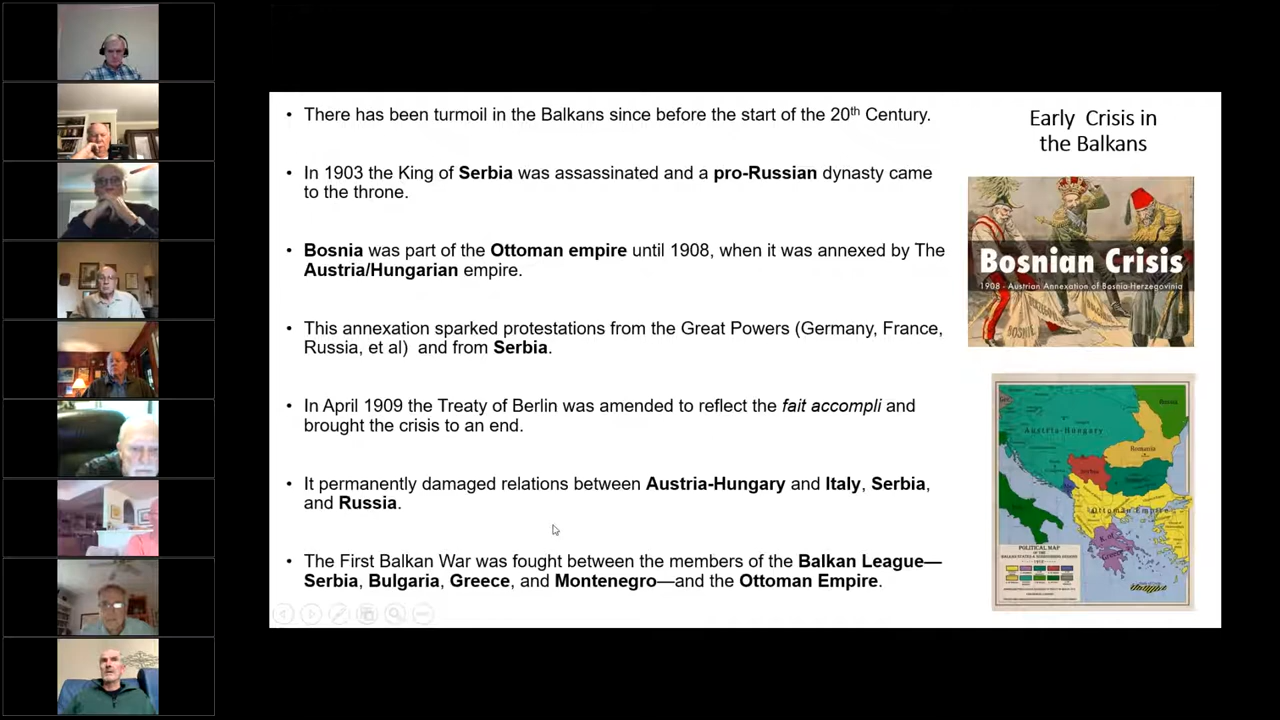 • There has been turmoil in the Balkans since before the start of the 20th Century.
• In 1903 the King of Serbia was assassinated and a pro-Russian dynasty came
to the throne.
• Bosnia was part of the Ottoman empire until 1908, when it was annexed by The
Austria/Hungarian empire.
• This annexation sparked protestations from the Great Powers (Germany, France,
Russia, et al)  and from Serbia.
• In April 1909 the Treaty of Berlin was amended to reflect the fait accompli and
brought the crisis to an end.
• It permanently damaged relations between Austria-Hungary and Italy, Serbia,
and Russia.
• The First Balkan War was fought between the members of the Balkan League—
Serbia, Bulgaria, Greece, and Montenegro—and the Ottoman Empire.
Early Crisis in
the Balkans
Bosnian Crisis
1908 - Austrian Annexation of Bosnia-Herzegovinia
Russia
Austria-Hungary
Romania
Serbia
Ottoman Empire
K. of
Greece
POLITICAL MAP